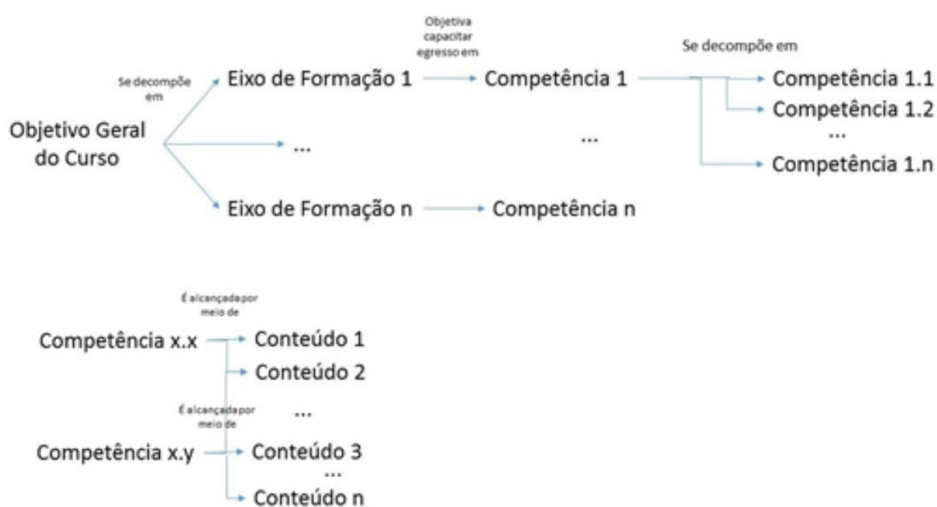 Objetiva
capacitar
egresso em
Se decompõe em
Se decompõe
em
Eixo de Formação 1
Competência 1
Competência 1.1
Competência 1.2
Objetivo Geral
do Curso
...
...
...
Competência 1.n
Eixo de Formação n
Competência n
É alcançada por
meio de
Competência x.x
Conteúdo 1
Conteúdo 2
É alcançada por
meio de
...
Competência x.y
Conteúdo 3
...
Conteúdo n